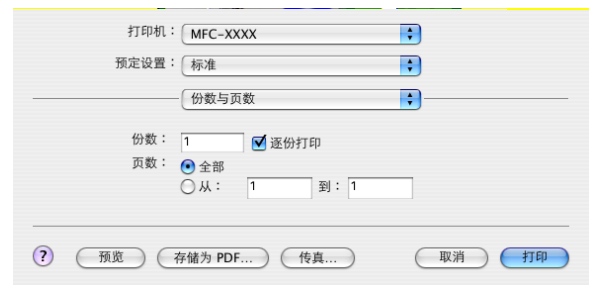 打印机： MFC-XXXX
预定设置： 标准
份数与页数
份数： 1 逐份打印
页数： 全部
从： 1 到： 1
? 预览 存储为 PDF... 传真... 取消 打印